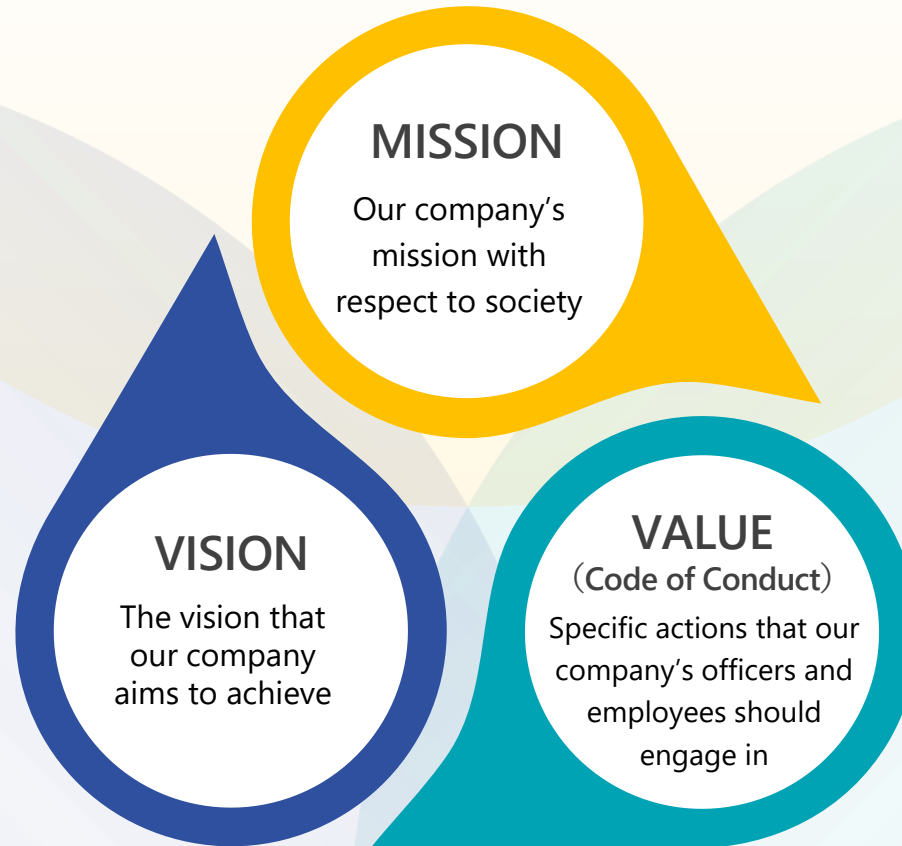 MISSION
Our company’s
mission with
respect to society
VISION
The vision that
our company
aims to achieve
VALUE
（Code of Conduct）
Specific actions that our
company’s officers and
employees should
engage in